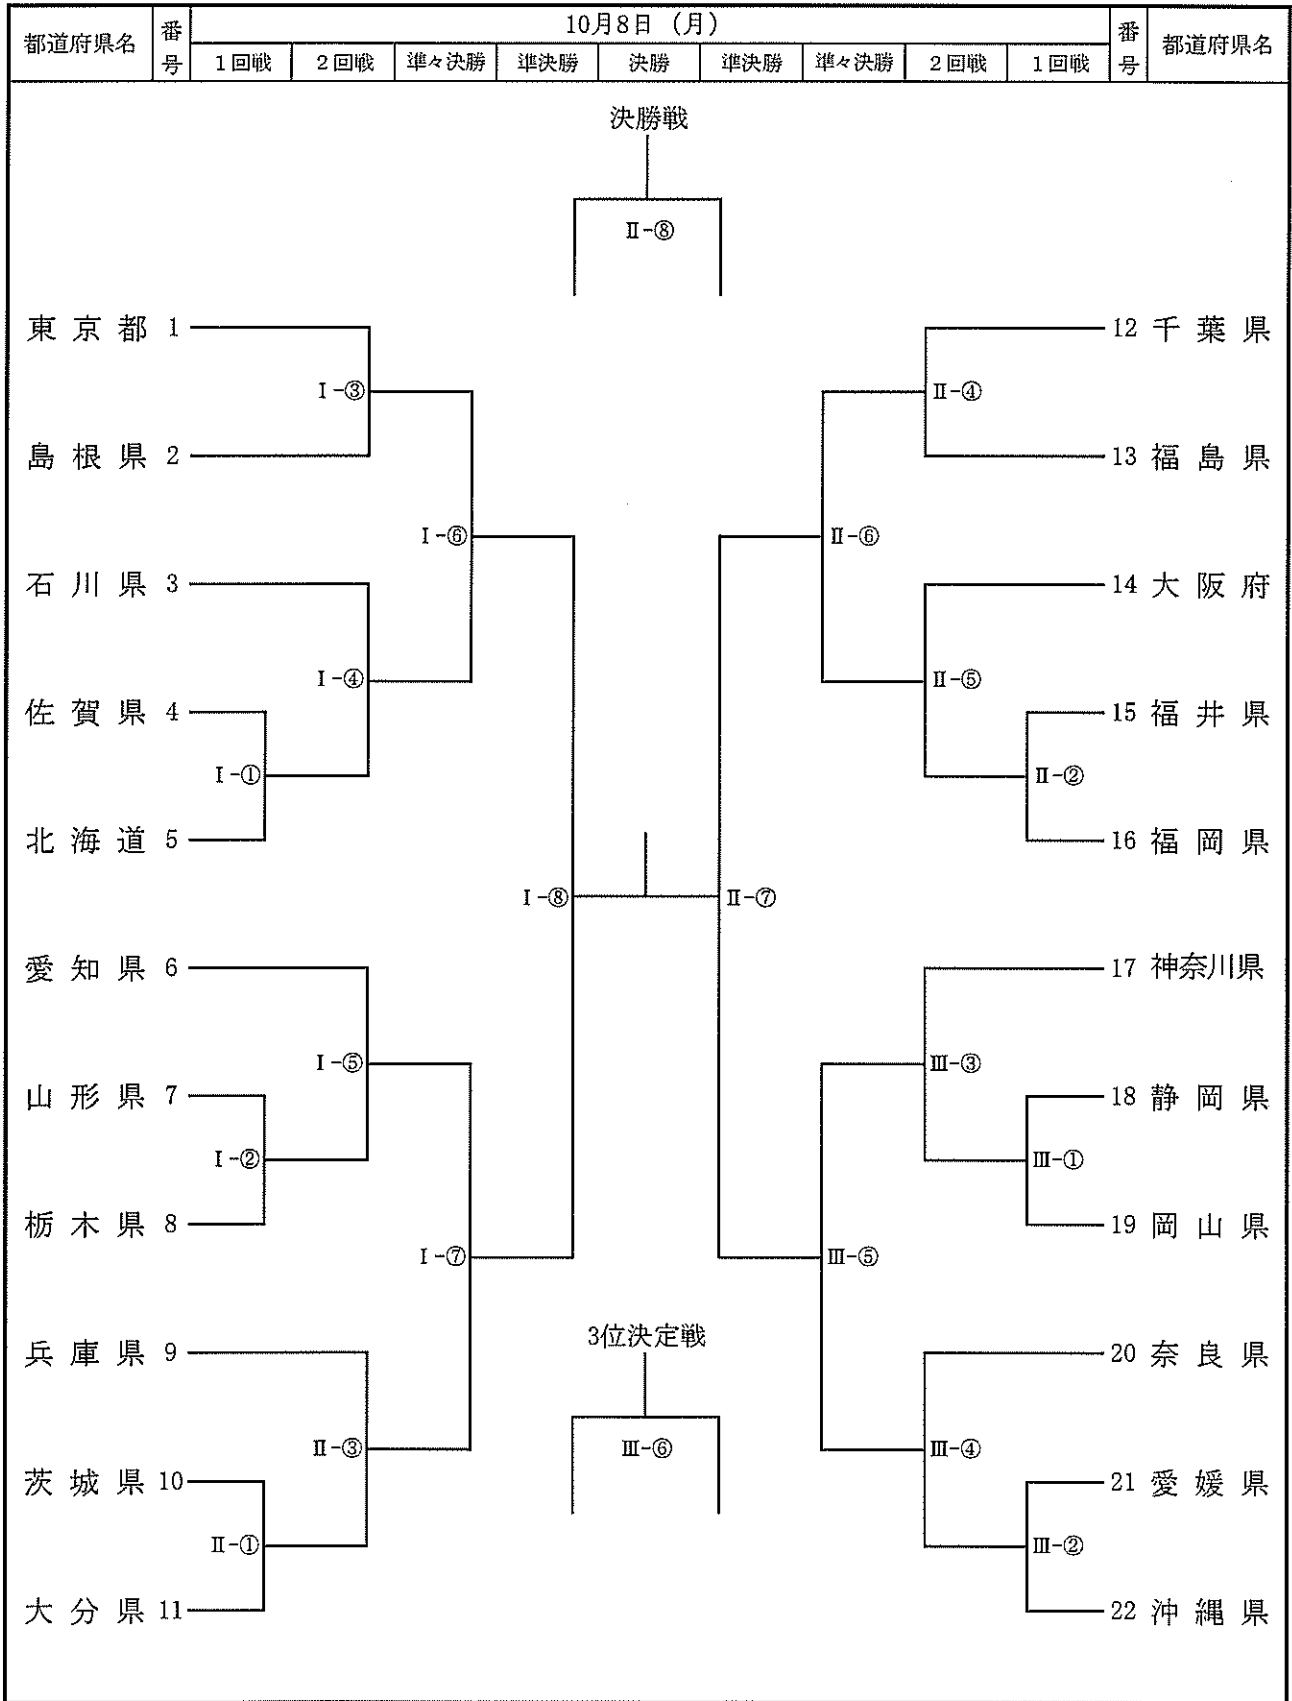 都道府県名 番号 10月8日 (月) 番号 都道府県名
1回戦 2回戦 準々決勝 準決勝 決勝 準決勝 準々決勝 2回戦 1回戦
決勝戦
Ⅱ-⑧
東京都 1 12 千葉県
Ⅰ-③ Ⅱ-④
島根県 2 13 福島県
Ⅰ-⑥ Ⅱ-⑥
石川県 3 14 大阪府
Ⅰ-④ Ⅱ-⑤
佐賀県 4 15 福井県
Ⅰ-① Ⅱ-②
北海道 5 16 福岡県
Ⅰ-⑧ Ⅱ-⑦
愛知県 6 17 神奈川県
Ⅰ-⑤ Ⅲ-③
山形県 7 18 静岡県
Ⅰ-② Ⅲ-①
栃木県 8 19 岡山県
Ⅰ-⑦ Ⅲ-⑤
3位決定戦
兵庫県 9 20 奈良県
Ⅱ-③ Ⅲ-⑥ Ⅲ-④
茨城県 10 21 愛媛県
Ⅱ-① Ⅲ-②
大分県 11 22 沖縄県